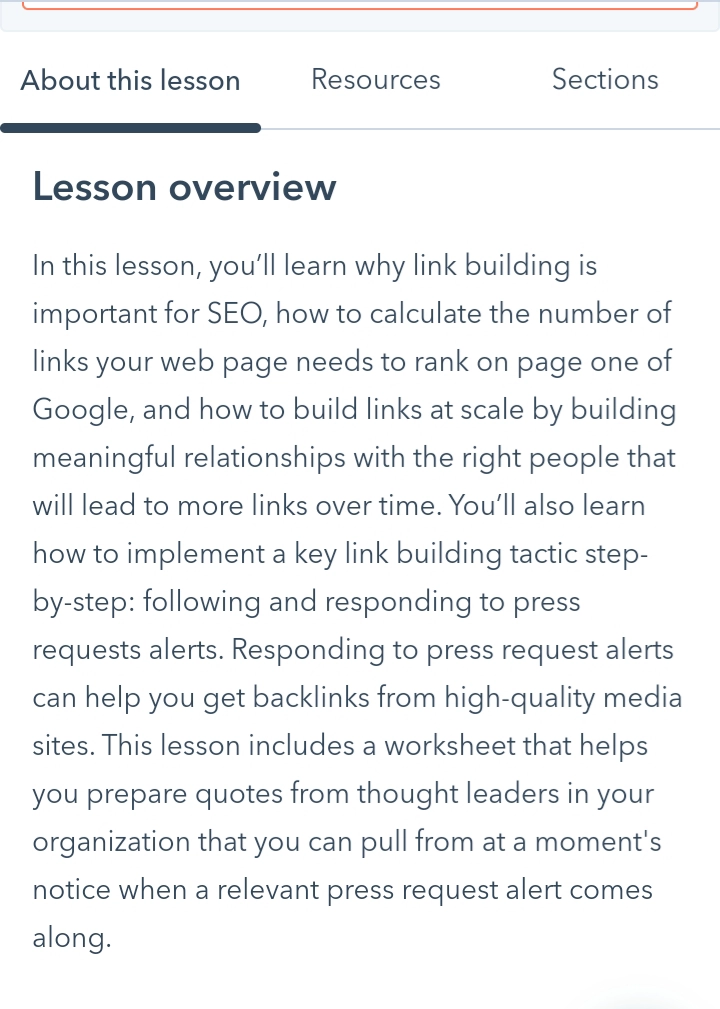 About this lesson
Resources
Sections
Lesson overview
In this lesson, you’ll learn why link building is
important for SEO, how to calculate the number of
links your web page needs to rank on page one of
Google, and how to build links at scale by building
meaningful relationships with the right people that
will lead to more links over time. You’ll also learn
how to implement a key link building tactic step-
by-step: following and responding to press
requests alerts. Responding to press request alerts
can help you get backlinks from high-quality media
sites. This lesson includes a worksheet that helps
you prepare quotes from thought leaders in your
organization that you can pull from at a moment's
notice when a relevant press request alert comes
along.